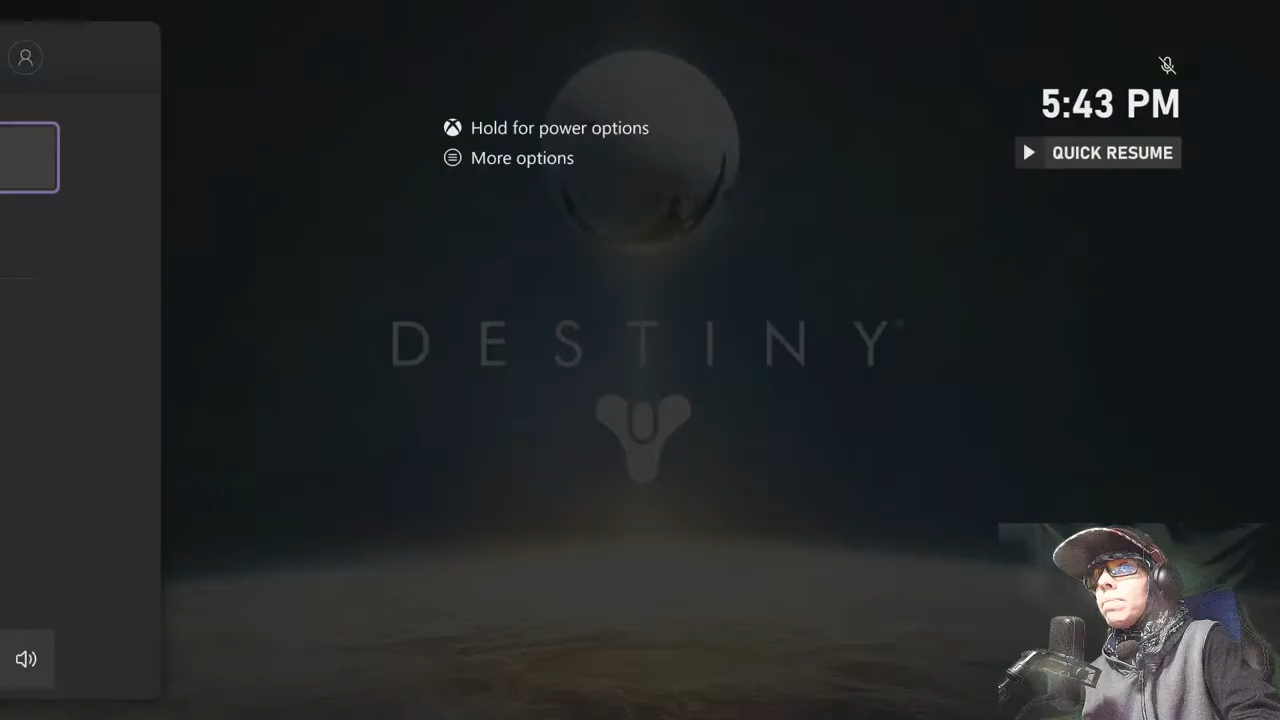 5:43 PM
Hold for power options
More options
QUICK RESUME
DESTINY